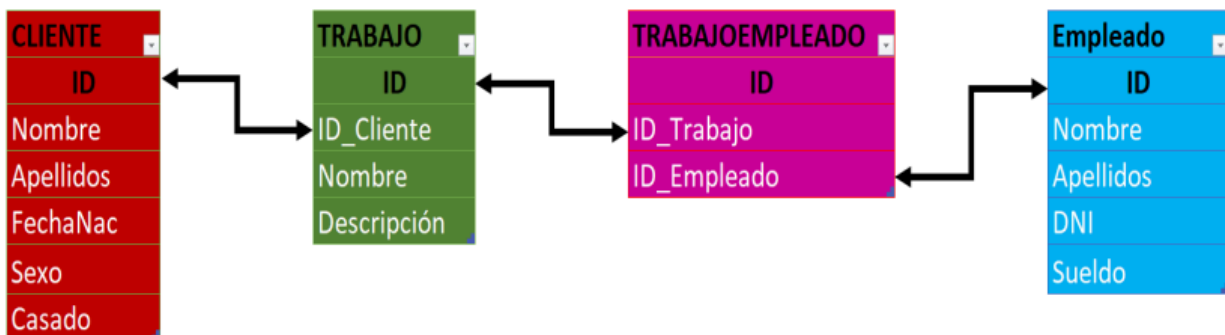 CLIENTE
ID
Nombre
Apellidos
FechaNac
Sexo
Casado
TRABAJO
ID
ID_Cliente
Nombre
Descripción
TRABAJOEMPLEADO
ID
ID_Trabajo
ID_Empleado
Empleado
ID
Nombre
Apellidos
DNI
Sueldo